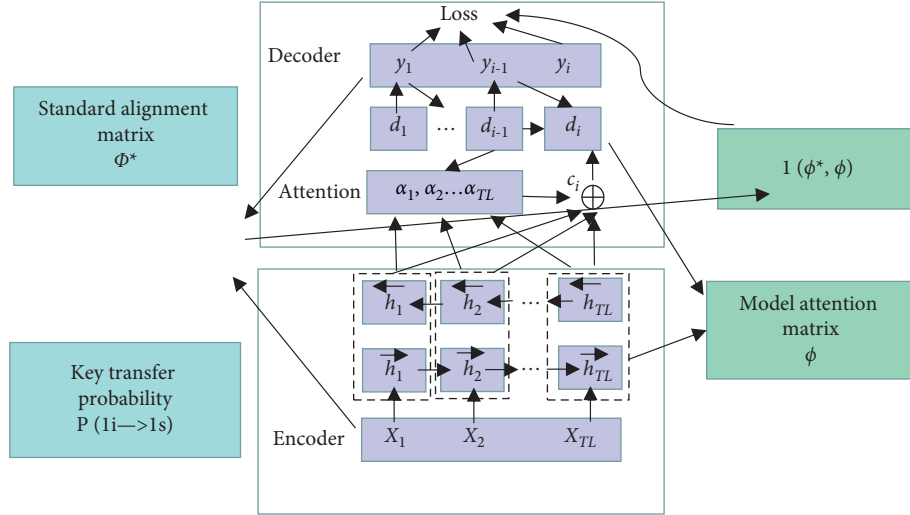 Loss
Decoder
y1 yi-1 yi
Standard alignment
matrix
Φ*
d1 ... di-1 di
1 (ϕ*, ϕ)
Attention
α1, α2...αTL
ci
h1 h2 ... hTL
Model attention
matrix
ϕ
Key transfer
probability
P (1i—>1s)
h1 h2 ... hTL
Encoder
X1 X2 XTL